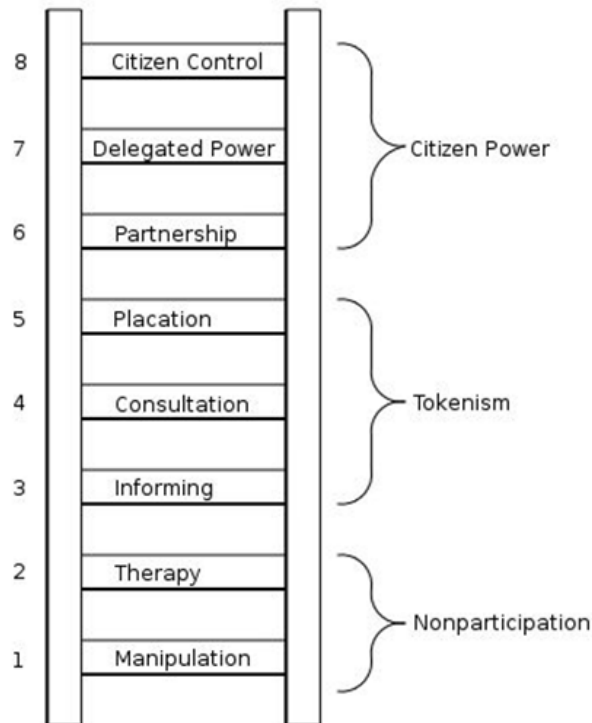 8 Citizen Control
7 Delegated Power
Citizen Power
6 Partnership
5 Placation
4 Consultation
Tokenism
3 Informing
2 Therapy
Nonparticipation
1 Manipulation